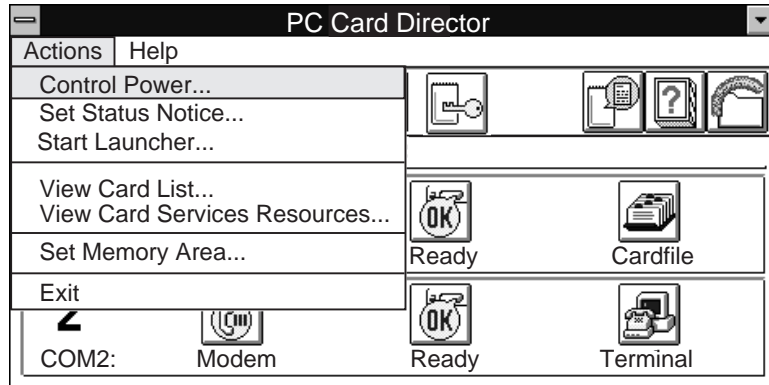 PC Card Director
Actions Help
Control Power...
Set Status Notice...
Start Launcher...
View Card List...
View Card Services Resources...
Set Memory Area...
Exit
OK
Ready Cardfile
2
OK
COM2: Modem Ready Terminal